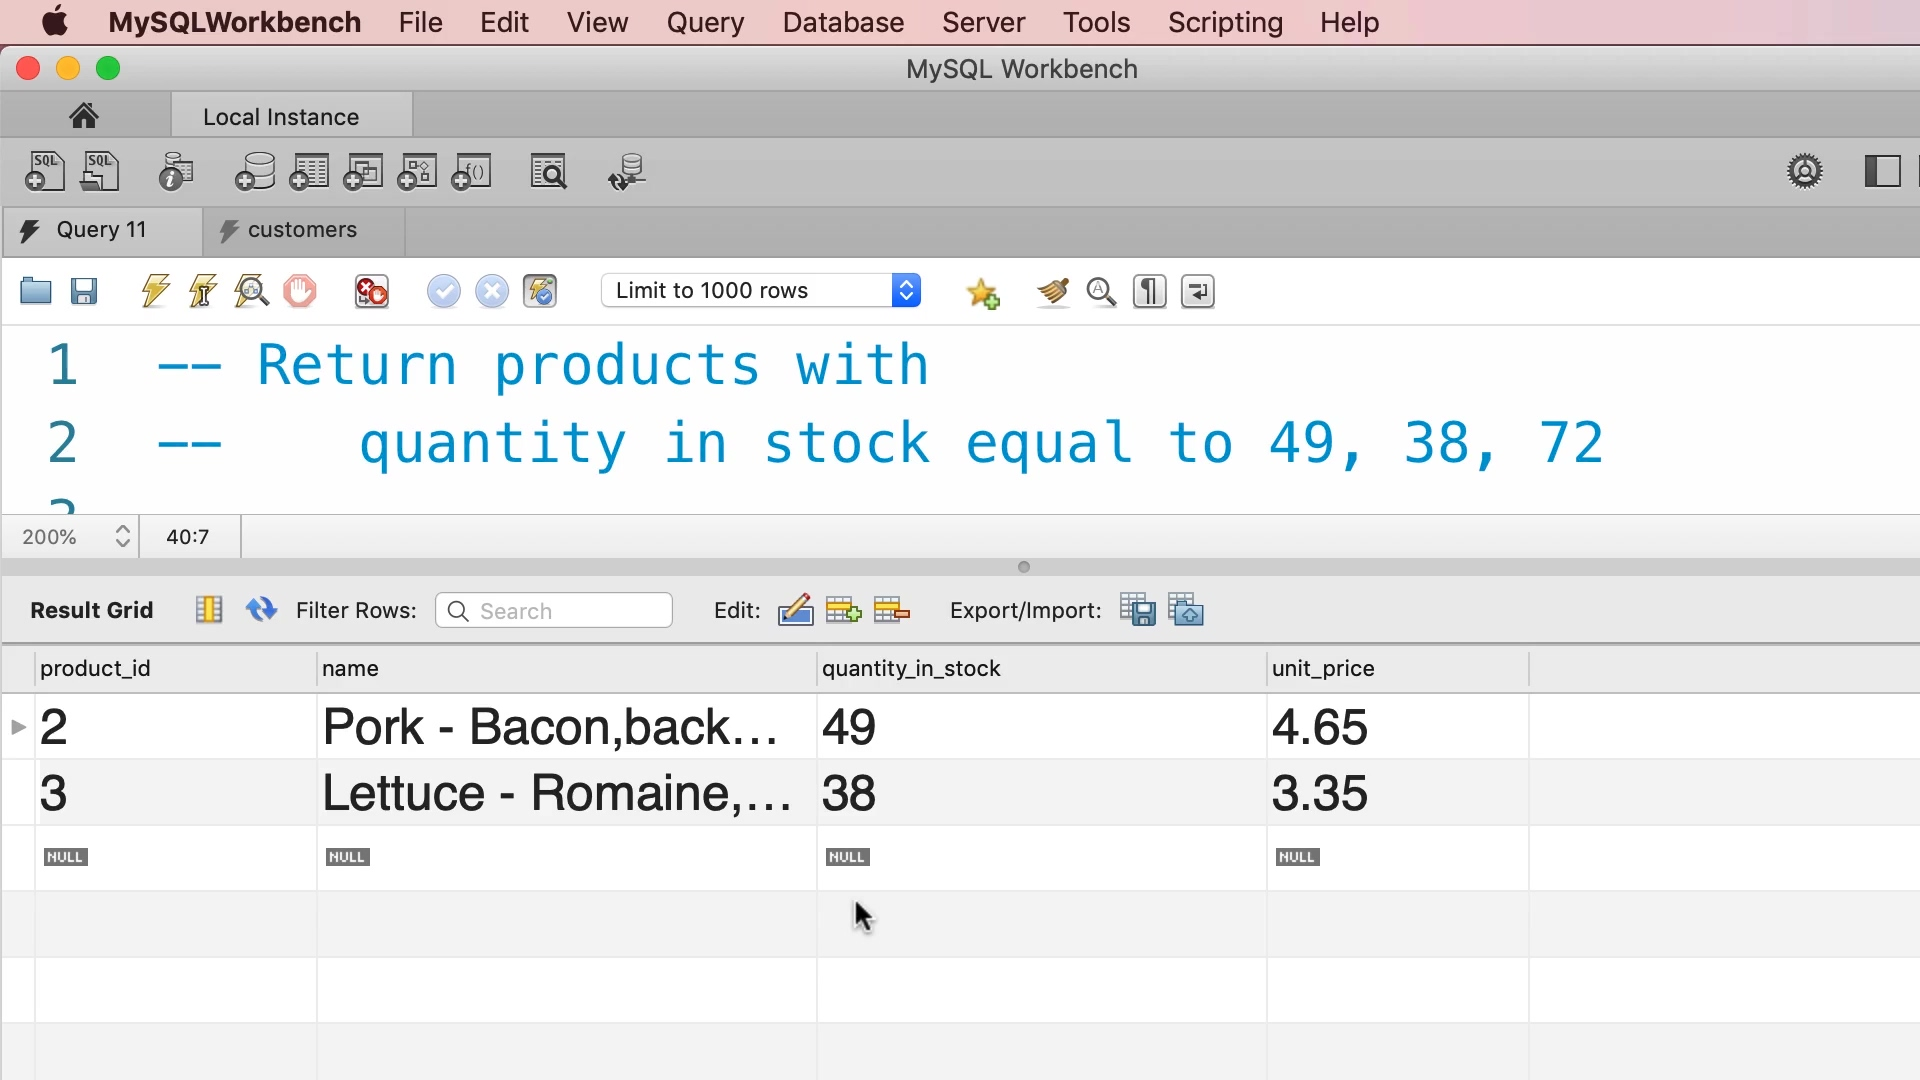 MySQLWorkbench File Edit View Query Database Server Tools Scripting Help
MySQL Workbench
Local Instance
SQL SQL
Query 11 customers
Limit to 1000 rows
1 -- Return products with
2 -- quantity in stock equal to 49, 38, 72
200% 40:7
Result Grid Filter Rows: Search Edit: Export/Import:
product_id name quantity_in_stock unit_price
2 Pork - Bacon,back... 49 4.65
3 Lettuce - Romaine,... 38 3.35
NULL NULL NULL NULL